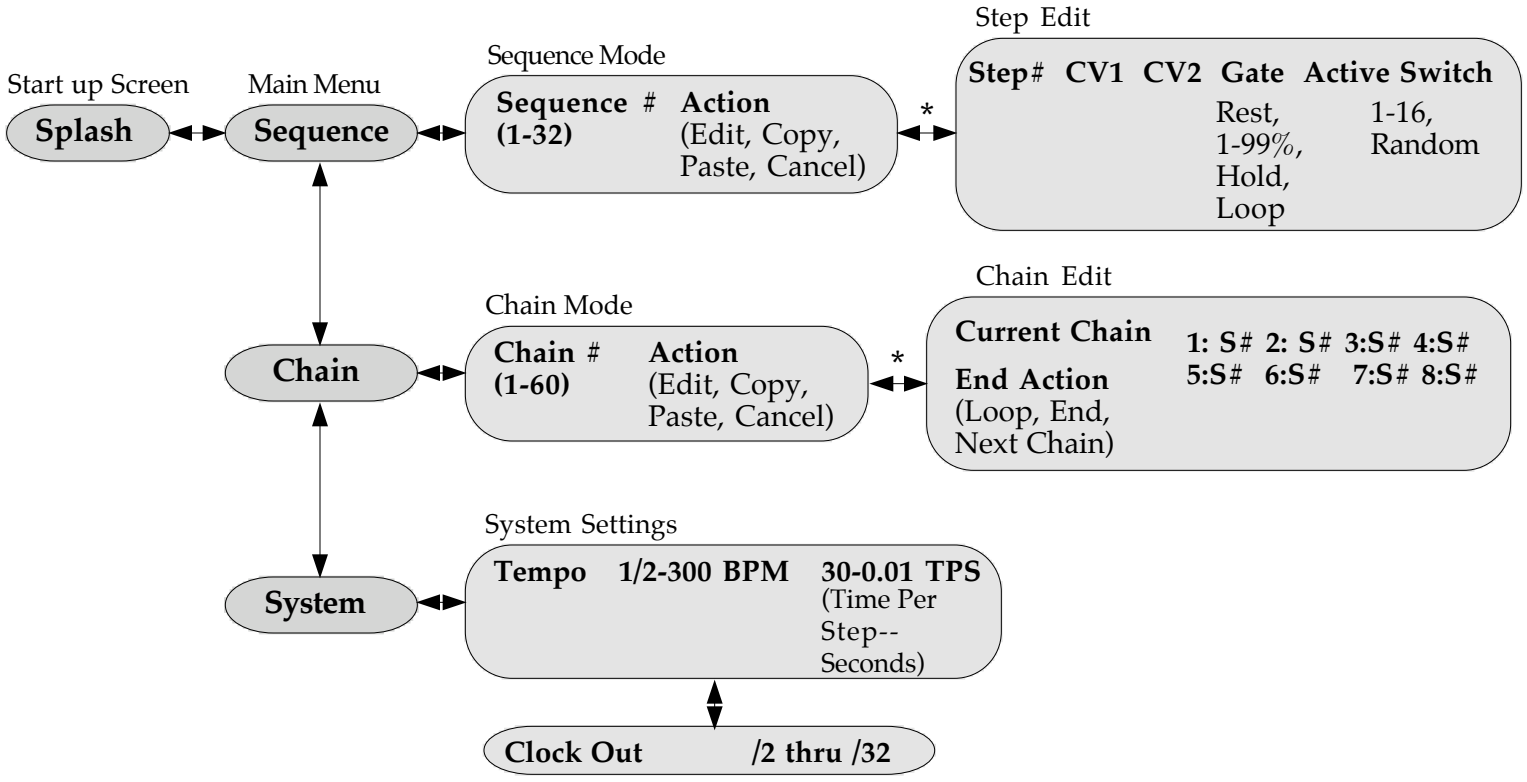 Step Edit
Sequence Mode
Start up Screen
Main Menu
Splash
Sequence
Sequence # Action
(1-32) (Edit, Copy,
Paste, Cancel)
*
Step# CV1 CV2 Gate Active Switch
Rest, 1-16,
1-99%, Random
Hold,
Loop
Chain Edit
Chain Mode
Chain
Chain # Action
(1-60) (Edit, Copy,
Paste, Cancel)
*
Current Chain 1: S# 2: S# 3:S# 4:S#
5:S# 6:S# 7:S# 8:S#
End Action
(Loop, End,
Next Chain)
System Settings
System
Tempo 1/2-300 BPM 30-0.01 TPS
(Time Per
Step--
Seconds)
Clock Out /2 thru /32